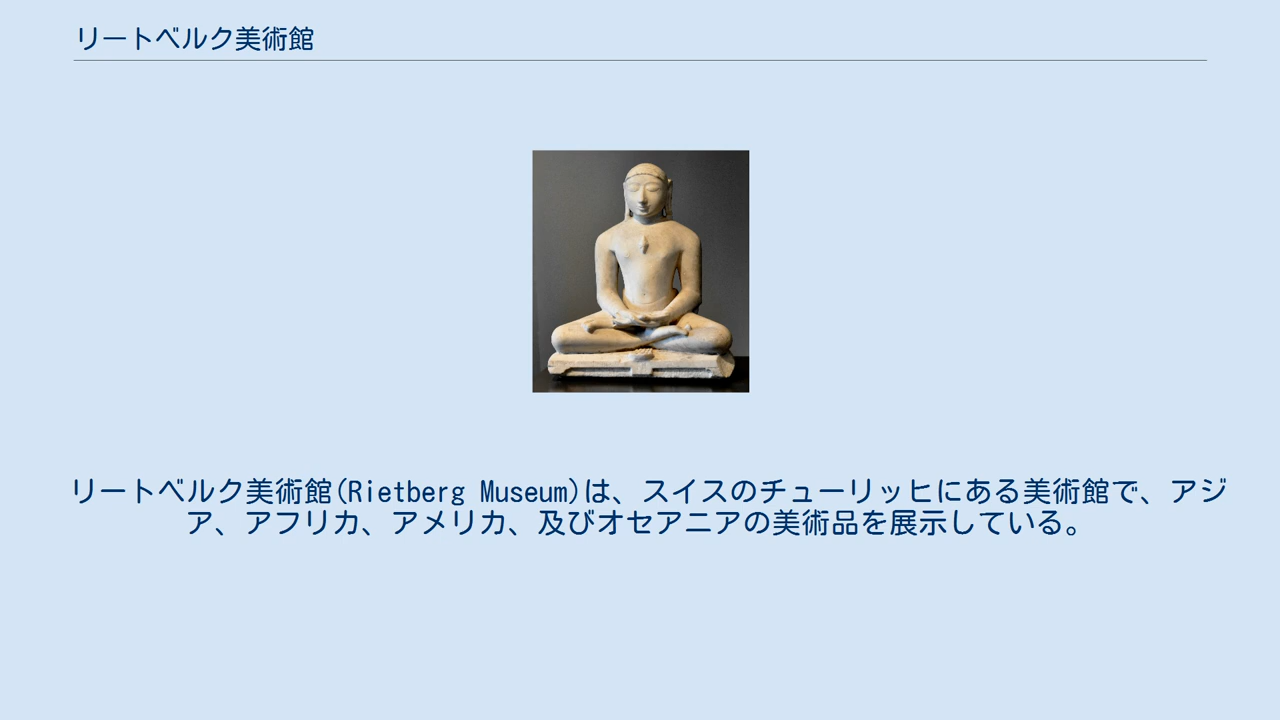 リートベルク美術館
リートベルク美術館(Rietberg Museum)は、スイスのチューリッヒにある美術館で、アジ
ア、アフリカ、アメリカ、及びオセアニアの美術品を展示している。